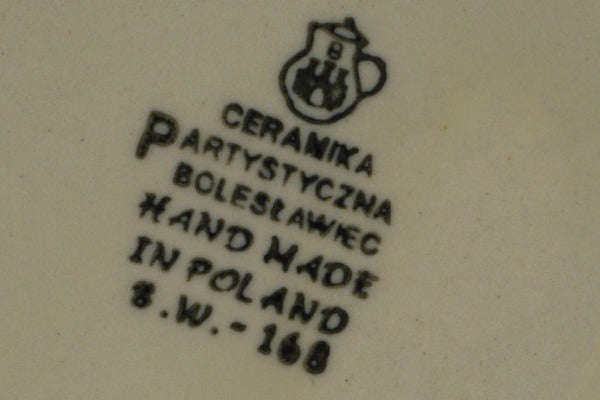 B
CERAMIKA
P ARTYSTYCZNA
BOLESŁAWIEC
HAND MADE
IN POLAND
8.W.-168